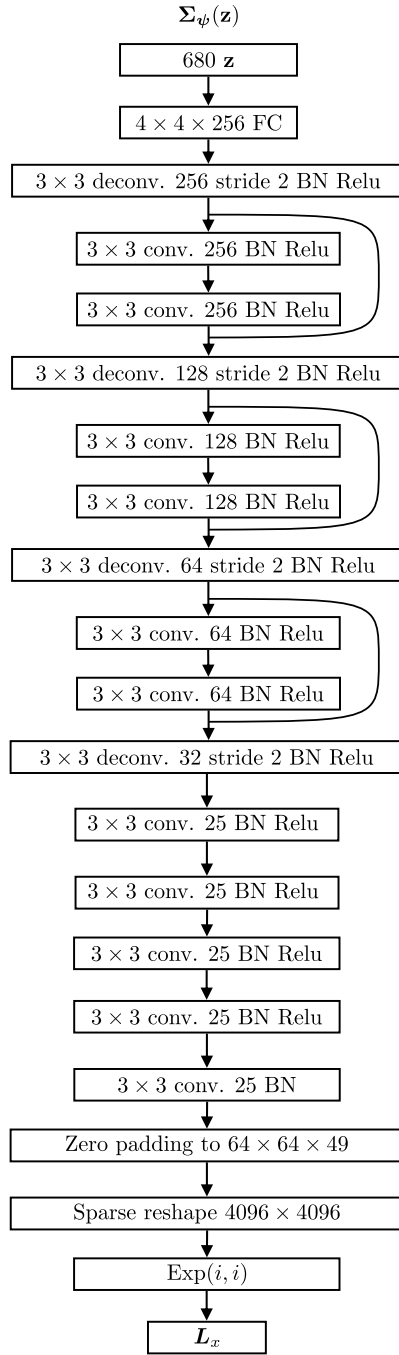 Σ_ψ(z)
680 z
4 × 4 × 256 FC
3 × 3 deconv. 256 stride 2 BN Relu
3 × 3 conv. 256 BN Relu
3 × 3 conv. 256 BN Relu
3 × 3 deconv. 128 stride 2 BN Relu
3 × 3 conv. 128 BN Relu
3 × 3 conv. 128 BN Relu
3 × 3 deconv. 64 stride 2 BN Relu
3 × 3 conv. 64 BN Relu
3 × 3 conv. 64 BN Relu
3 × 3 deconv. 32 stride 2 BN Relu
3 × 3 conv. 25 BN Relu
3 × 3 conv. 25 BN Relu
3 × 3 conv. 25 BN Relu
3 × 3 conv. 25 BN Relu
3 × 3 conv. 25 BN
Zero padding to 64 × 64 × 49
Sparse reshape 4096 × 4096
Exp(i, i)
L_x